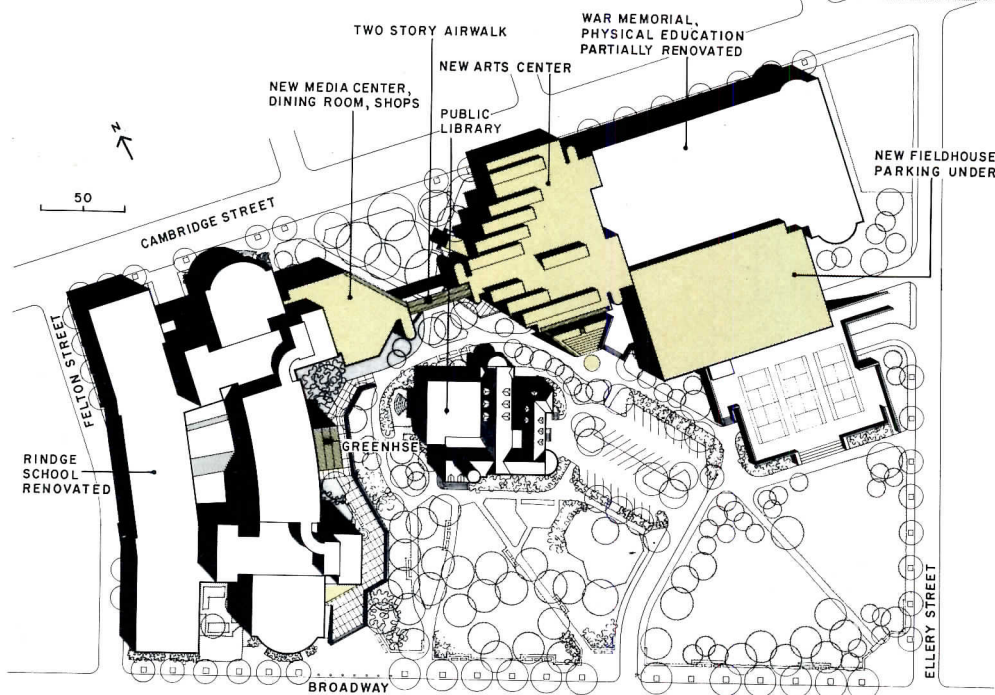 WAR MEMORIAL,
PHYSICAL EDUCATION
PARTIALLY RENOVATED
TWO STORY AIRWALK
NEW ARTS CENTER
NEW MEDIA CENTER,
DINING ROOM, SHOPS
PUBLIC
LIBRARY
N
NEW FIELDHOUSE
PARKING UNDER
50
CAMBRIDGE STREET
FELTON STREET
GREENHSE
RINDGE
SCHOOL
RENOVATED
ELLERY STREET
BROADWAY